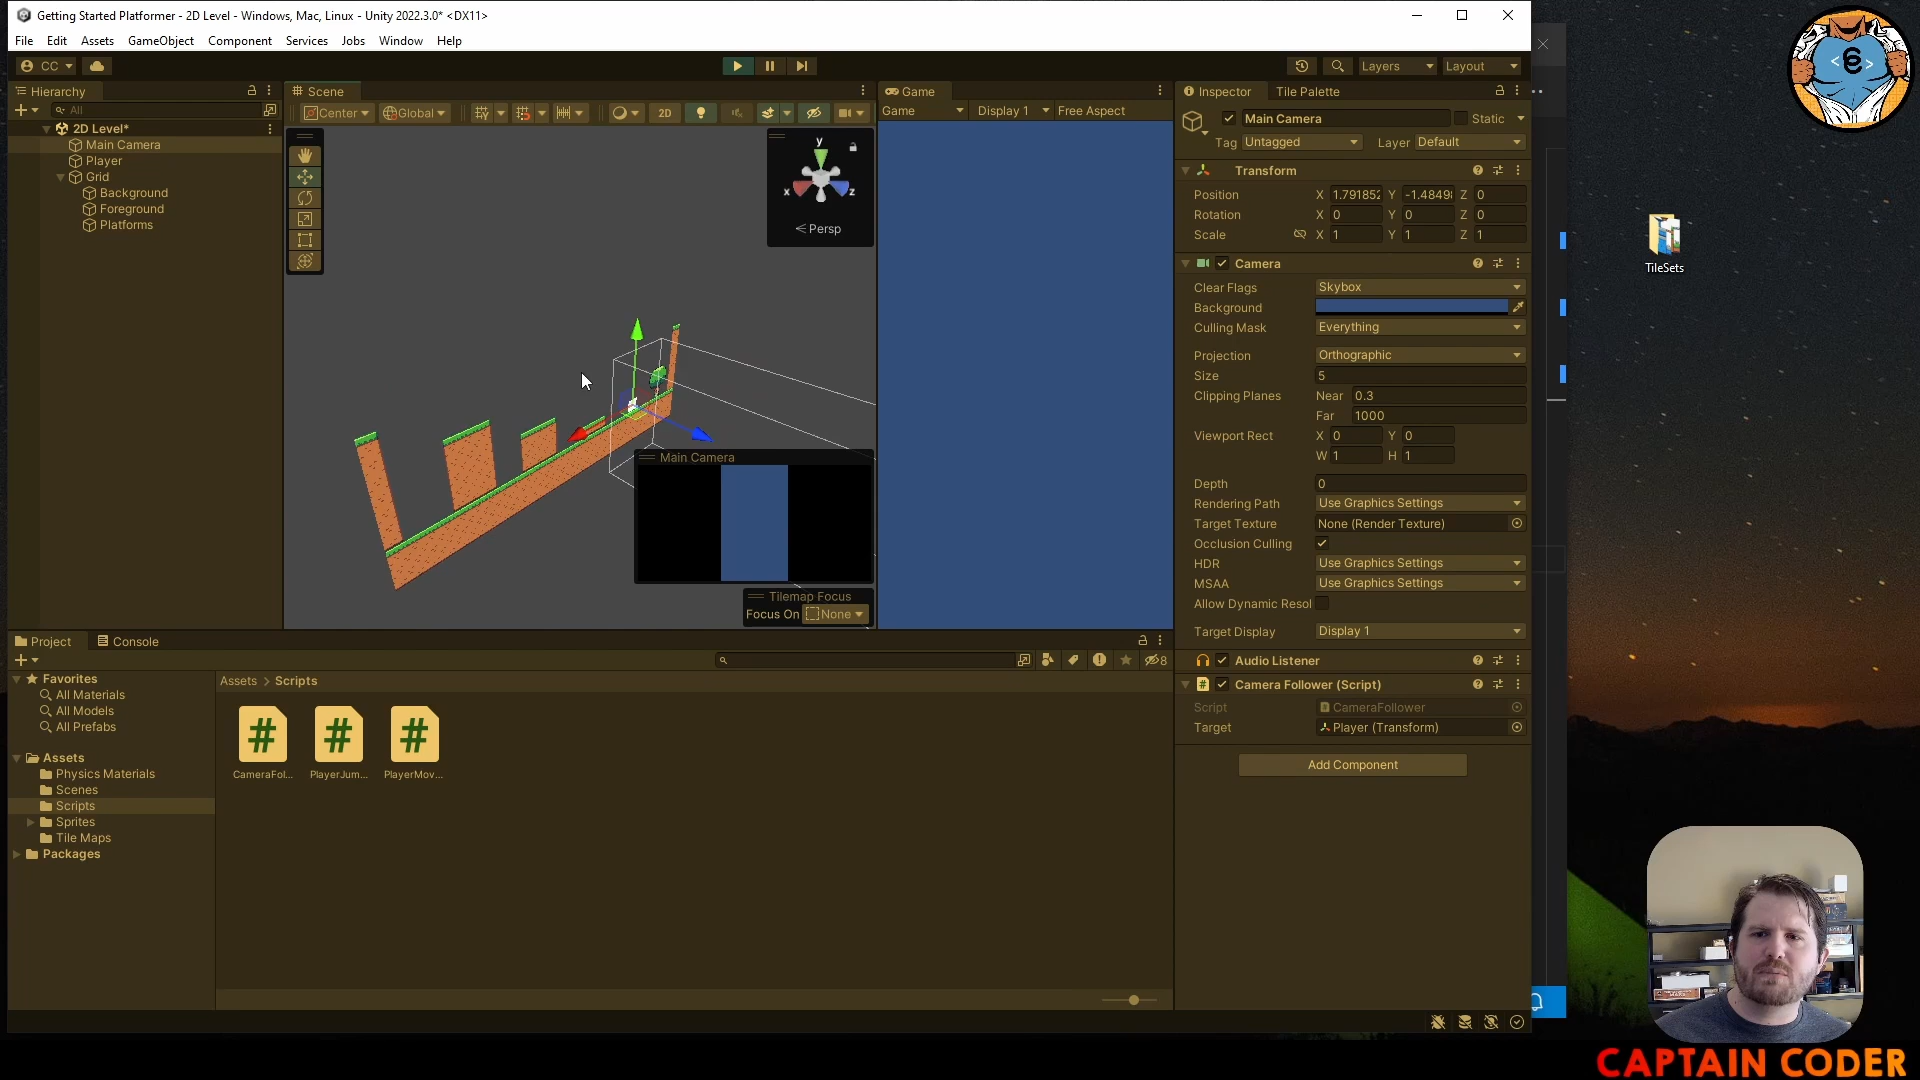 Getting Started Platformer - 2D Level - Windows, Mac, Linux - Unity 2022.3.0* <DX11>
File Edit Assets GameObject Component Services Jobs Window Help
CC Layers Layout
Hierarchy
All
2D Level*
Main Camera
Player
Grid
Background
Foreground
Platforms
Scene
Center Global 2D
y
x z
Persp
Main Camera
Tilemap Focus
Focus On None
Game
Game Display 1 Free Aspect
Inspector Tile Palette
Main Camera Static
Tag Untagged Layer Default
Transform
Position X 1.791852 Y -1.4849 Z 0
Rotation X 0 Y 0 Z 0
Scale X 1 Y 1 Z 1
Camera
Clear Flags Skybox
Background
Culling Mask Everything
Projection Orthographic
Size 5
Clipping Planes Near 0.3
Far 1000
Viewport Rect X 0 Y 0
W 1 H 1
Depth 0
Rendering Path Use Graphics Settings
Target Texture None (Render Texture)
Occlusion Culling
HDR Use Graphics Settings
MSAA Use Graphics Settings
Allow Dynamic Resol
Target Display Display 1
Audio Listener
# Camera Follower (Script)
Script CameraFollower
Target Player (Transform)
Add Component
Project Console
8
Favorites
All Materials
All Models
All Prefabs
Assets
Physics Materials
Scenes
Scripts
Sprites
Tile Maps
Packages
Assets > Scripts
# # #
CameraFol... PlayerJum... PlayerMov...
TileSets
<C>
CAPTAIN CODER